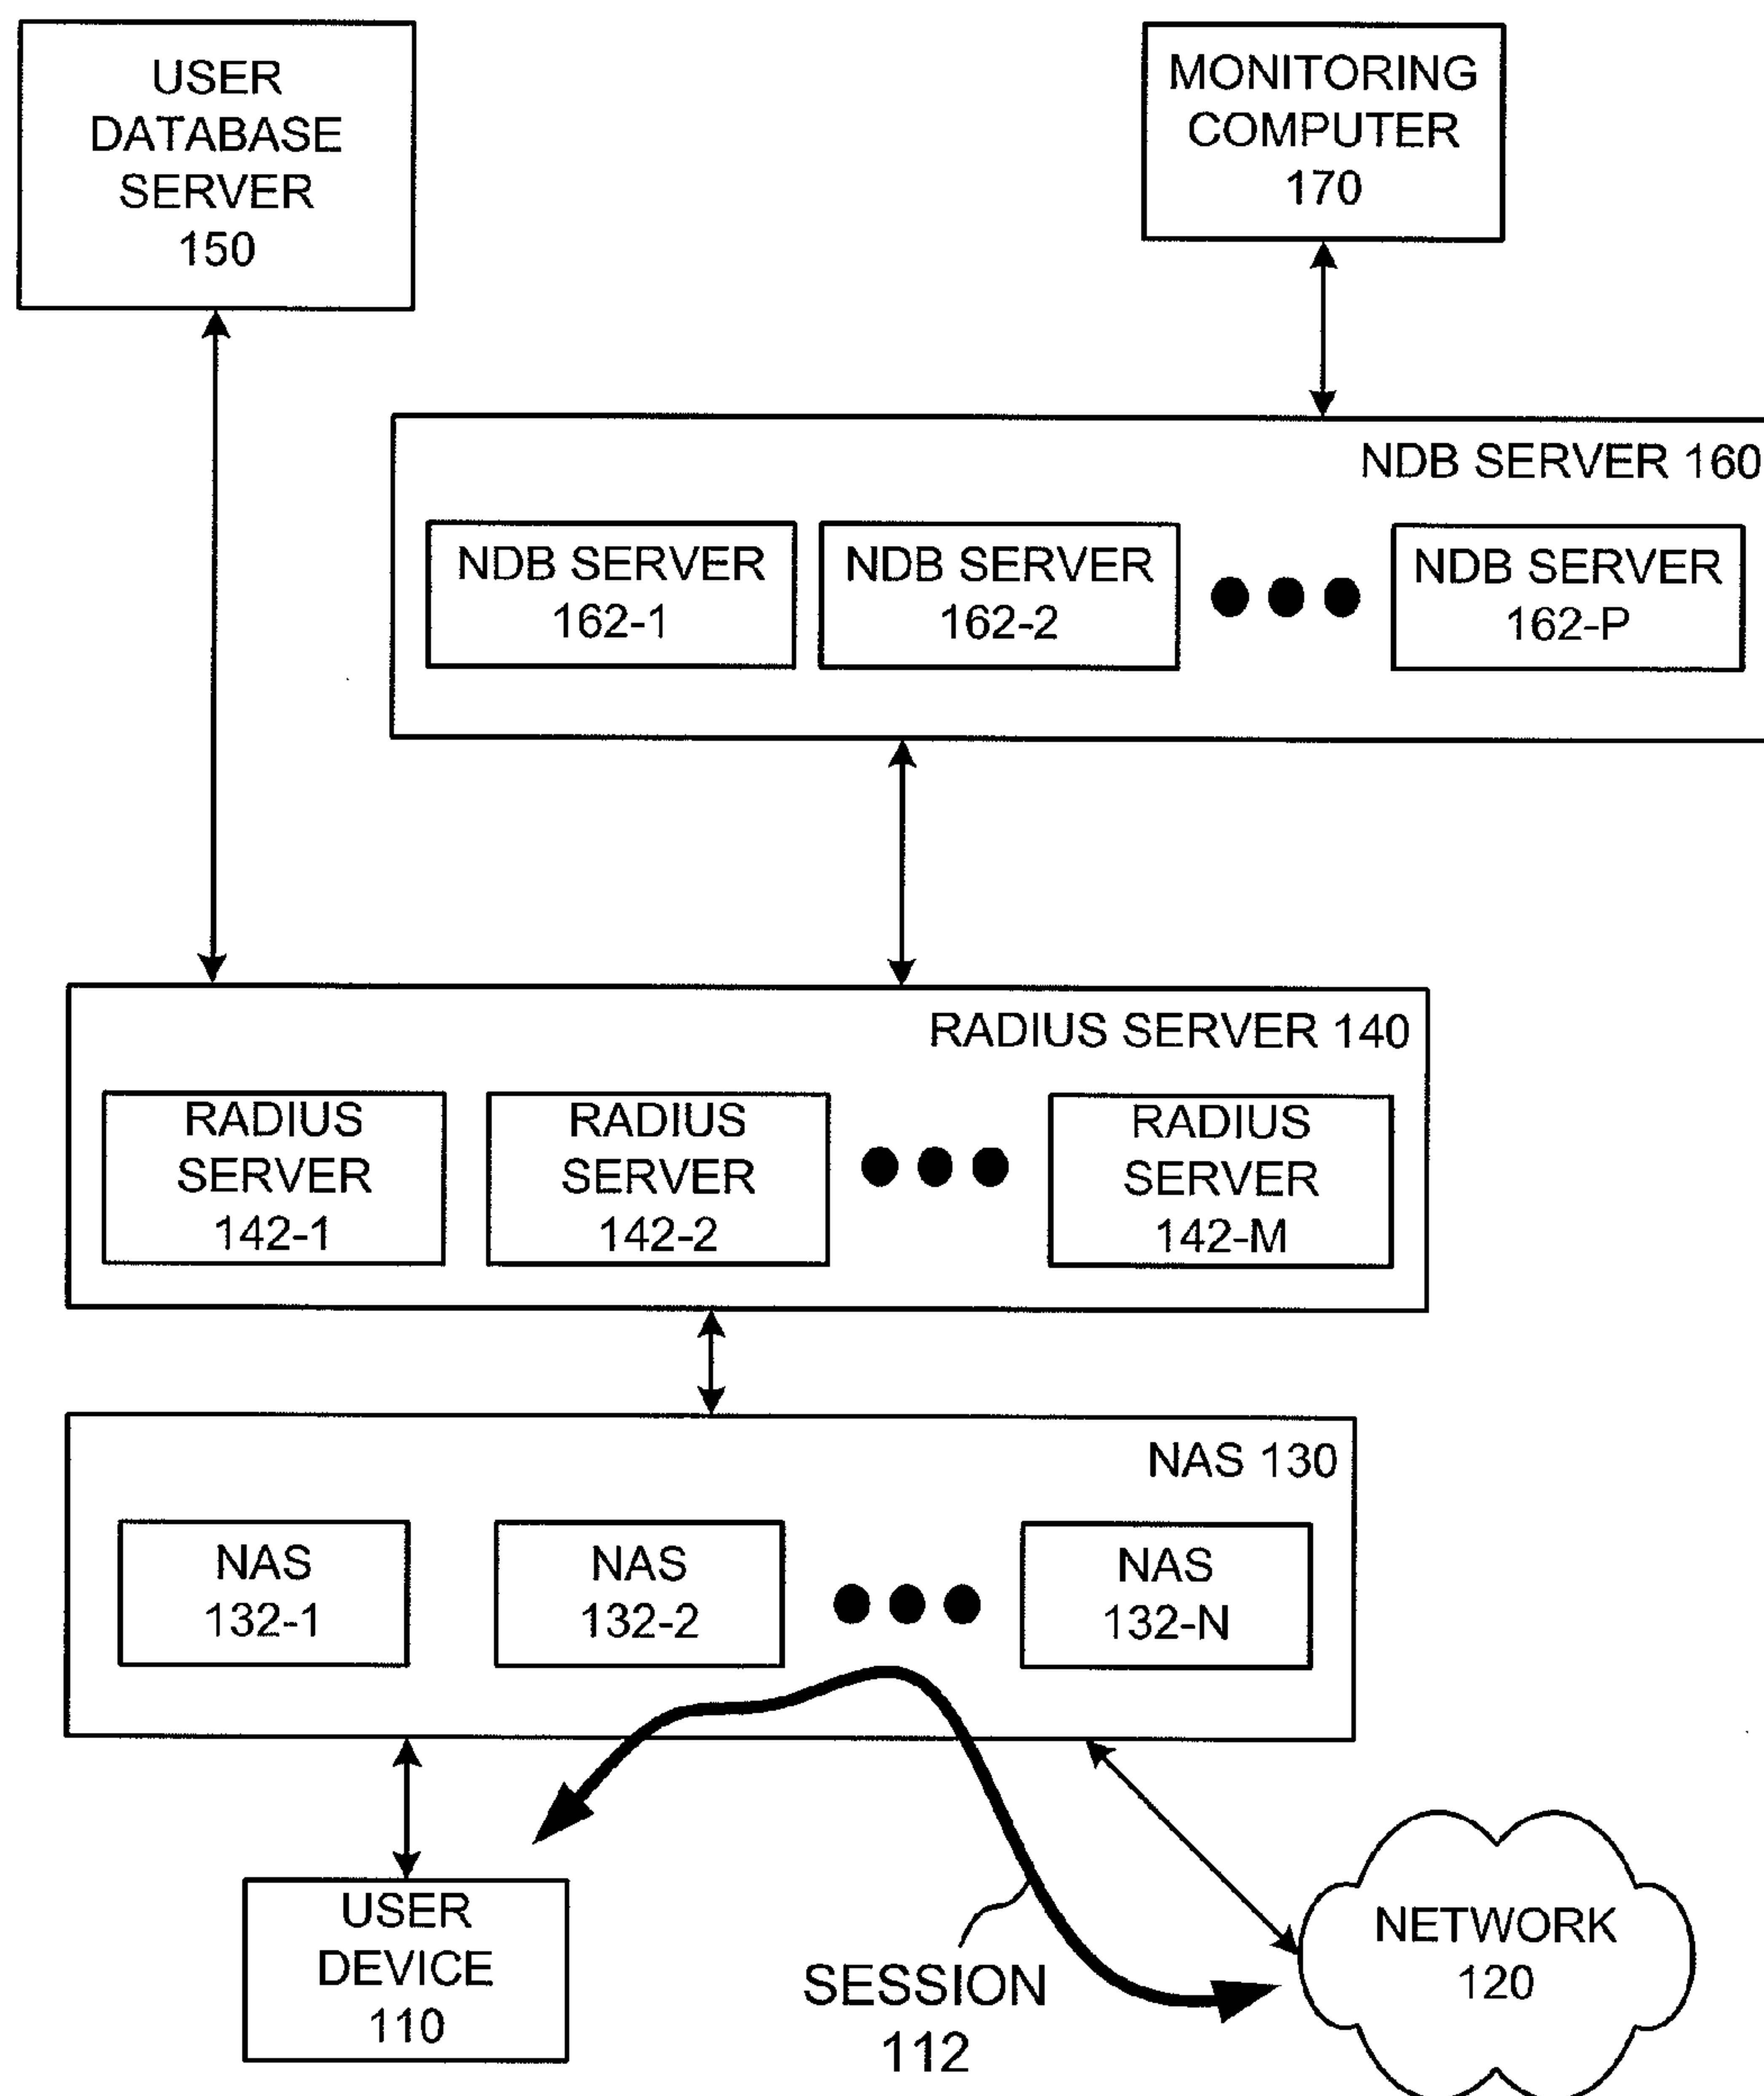 USER
DATABASE
SERVER
150
MONITORING
COMPUTER
170
NDB SERVER 160
NDB SERVER
162-1
NDB SERVER
162-2
NDB SERVER
162-P
RADIUS SERVER 140
RADIUS
SERVER
142-1
RADIUS
SERVER
142-2
RADIUS
SERVER
142-M
NAS 130
NAS
132-1
NAS
132-2
NAS
132-N
USER
DEVICE
110
SESSION
112
NETWORK
120